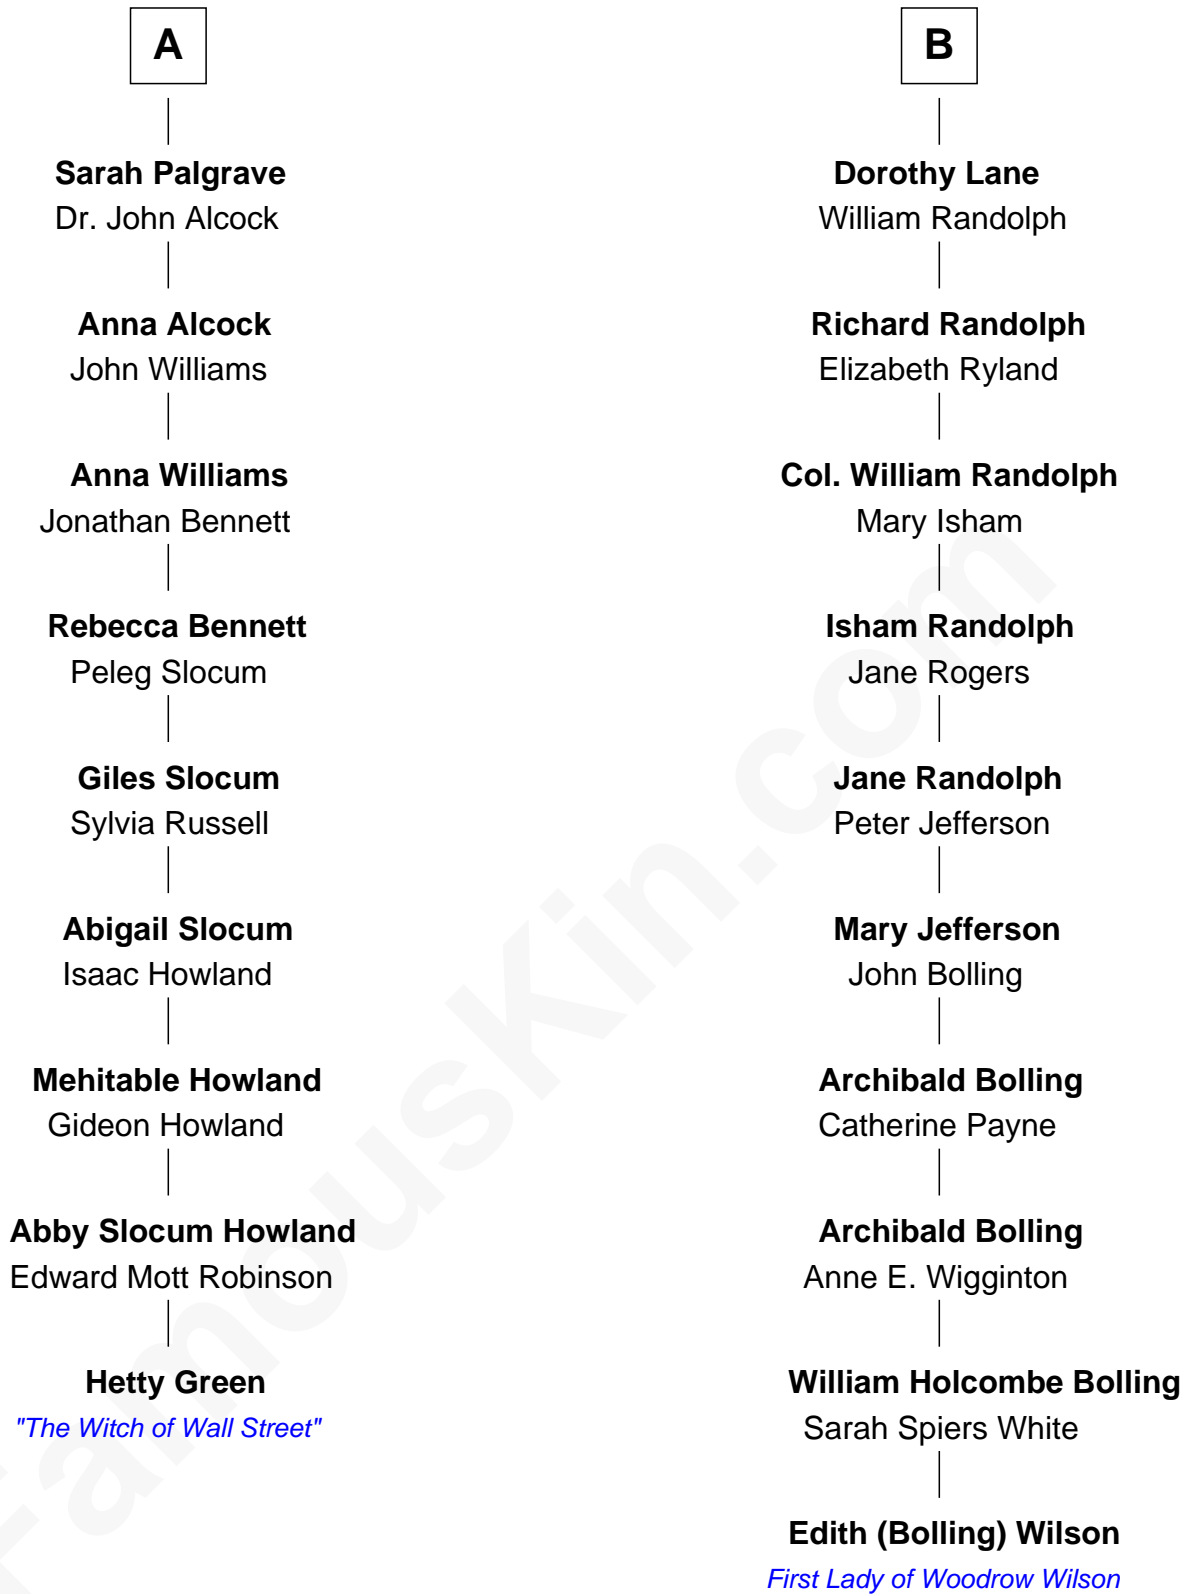 A
Sarah Palgrave
Dr. John Alcock
Anna Alcock
John Williams
Anna Williams
Jonathan Bennett
Rebecca Bennett
Peleg Slocum
Giles Slocum
Sylvia Russell
Abigail Slocum
Isaac Howland
Mehitable Howland
Gideon Howland
Abby Slocum Howland
Edward Mott Robinson
Hetty Green
"The Witch of Wall Street"
B
Dorothy Lane
William Randolph
Richard Randolph
Elizabeth Ryland
Col. William Randolph
Mary Isham
Isham Randolph
Jane Rogers
Jane Randolph
Peter Jefferson
Mary Jefferson
John Bolling
Archibald Bolling
Catherine Payne
Archibald Bolling
Anne E. Wigginton
William Holcombe Bolling
Sarah Spiers White
Edith (Bolling) Wilson
First Lady of Woodrow Wilson
FamousKin.com